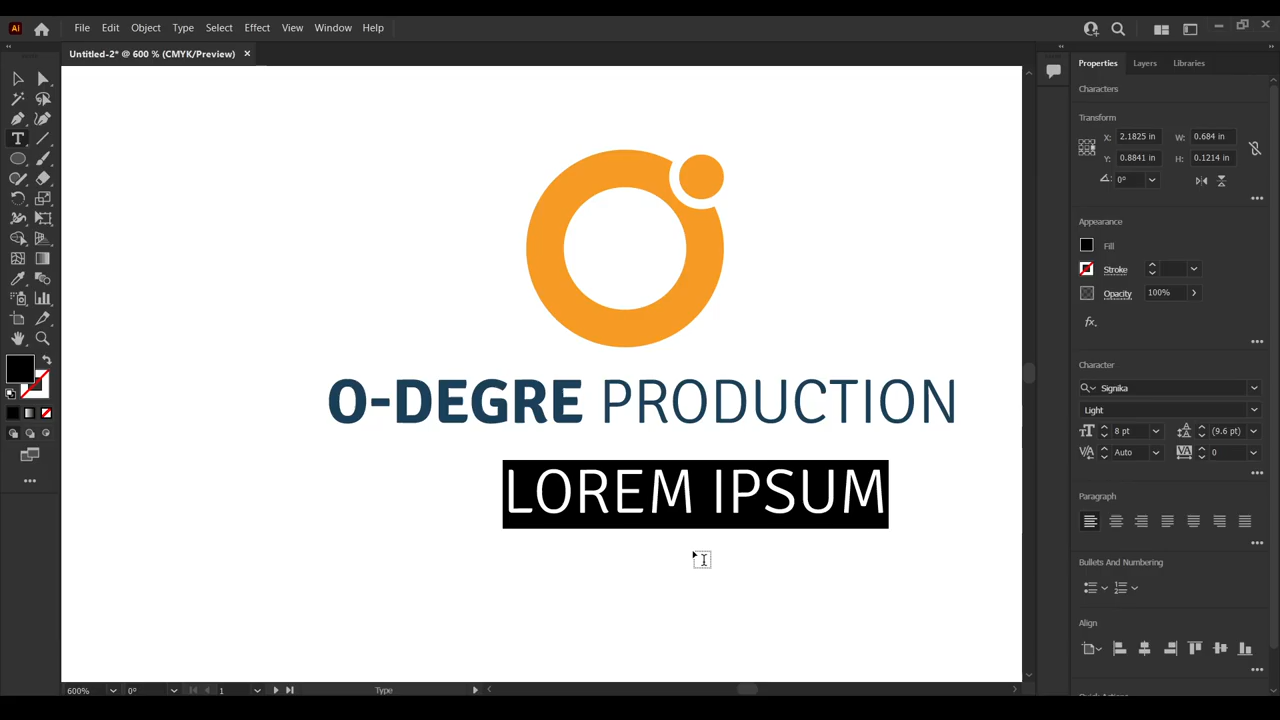 File Edit Object Type Select Effect View Window Help
Untitled-2* @ 600 % (CMYK/Preview) ×
Properties Layers Libraries
Characters
Transform
X: 2.1825 in W: 0.684 in
Y: 0.8841 in H: 0.1214 in
0°
Appearance
Fill
Stroke
Opacity 100%
fx.
Character
Signika
Light
8 pt (9.6 pt)
Auto 0
Paragraph
Bullets And Numbering
Align
O-DEGRE PRODUCTION
LOREM IPSUM
600% 0° 1 Type